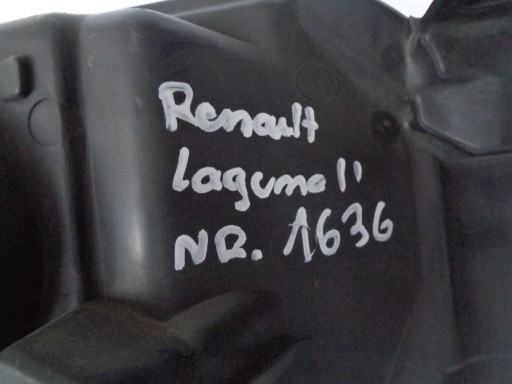 Renault
Laguna II
NR. 1636